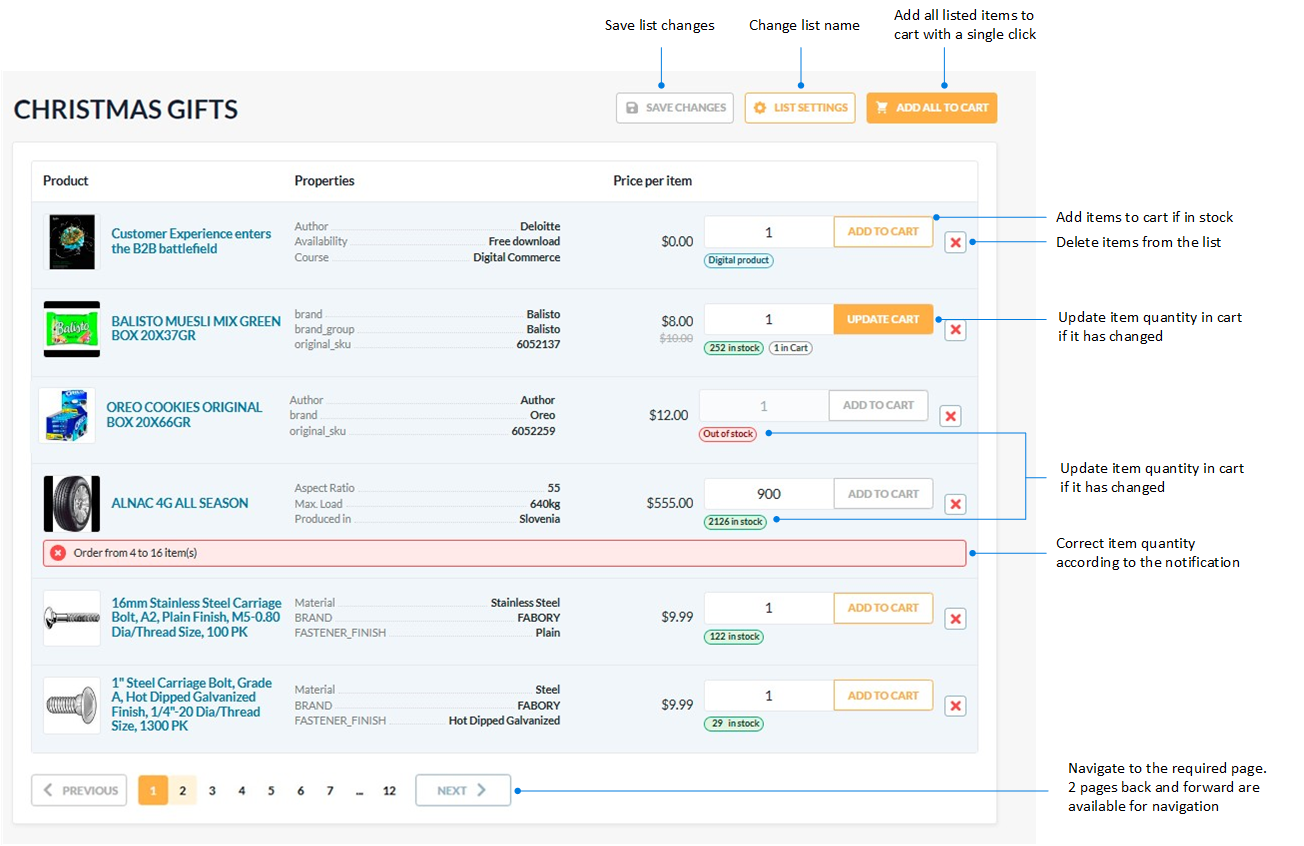 Save list changes
Change list name
Add all listed items to
cart with a single click
CHRISTMAS GIFTS
SAVE CHANGES
LIST SETTINGS
ADD ALL TO CART
Product
Properties
Price per item
Customer Experience enters
the B2B battlefield
Author
Deloitte
Availability
Free download
Course
Digital Commerce
$0.00
1
ADD TO CART
Digital product
Add items to cart if in stock
Delete items from the list
Balisto
BALISTO MUESLI MIX GREEN
BOX 20X37GR
brand
Balisto
brand_group
Balisto
original_sku
6052137
$8.00
$10.00
1
UPDATE CART
252 in stock
1 in Cart
Update item quantity in cart
if it has changed
OREO COOKIES ORIGINAL
BOX 20X66GR
Author
Author
brand
Oreo
original_sku
6052259
$12.00
1
ADD TO CART
Out of stock
ALNAC 4G ALL SEASON
Aspect Ratio
55
Max. Load
640kg
Produced in
Slovenia
$555.00
900
ADD TO CART
2126 in stock
Update item quantity in cart
if it has changed
Order from 4 to 16 item(s)
Correct item quantity
according to the notification
16mm Stainless Steel Carriage
Bolt, A2, Plain Finish, M5-0.80
Dia/Thread Size, 100 PK
Material
Stainless Steel
BRAND
FABORY
FASTENER_FINISH
Plain
$9.99
1
ADD TO CART
122 in stock
1" Steel Carriage Bolt, Grade
A, Hot Dipped Galvanized
Finish, 1/4"-20 Dia/Thread
Size, 1300 PK
Material
Steel
BRAND
FABORY
FASTENER_FINISH
Hot Dipped Galvanized
$9.99
1
ADD TO CART
29 in stock
PREVIOUS 1 2 3 4 5 6 7 ... 12 NEXT
Navigate to the required page.
2 pages back and forward are
available for navigation